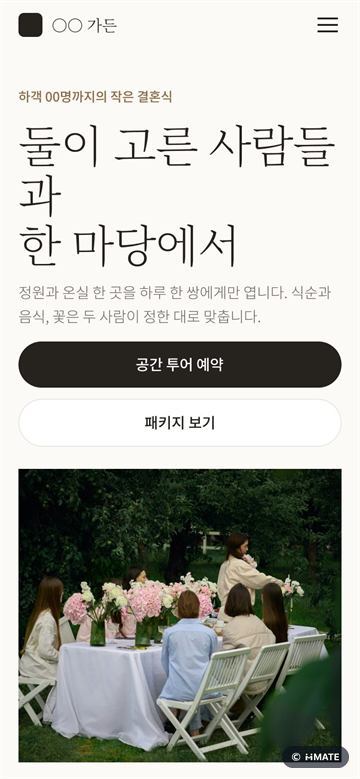 ○○ 가든
하객 00명까지의 작은 결혼식
둘이 고른 사람들
과
한 마당에서
정원과 온실 한 곳을 하루 한 쌍에게만 엽니다. 식순과
음식, 꽃은 두 사람이 정한 대로 맞춥니다.
공간 투어 예약
패키지 보기
© HMATE